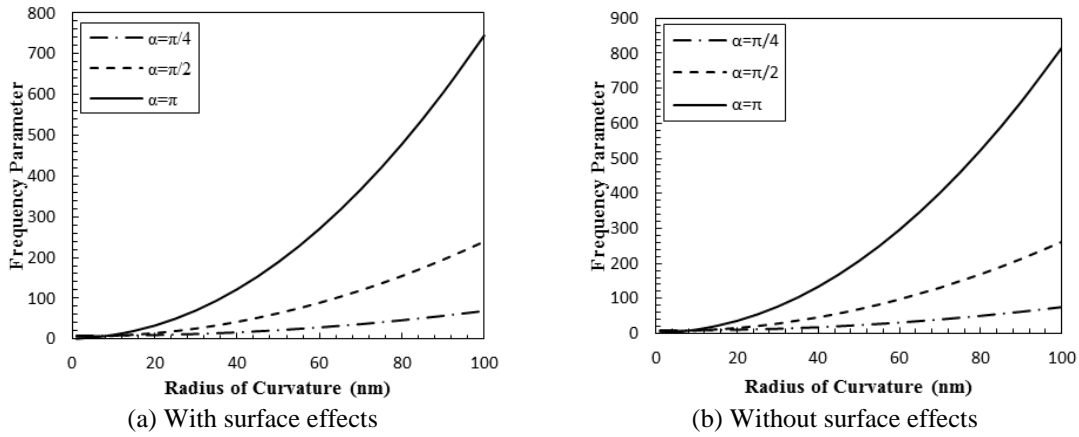 800
700
600
500
400
300
200
100
0
Frequency Parameter
α=π/4
α=π/2
α=π
0 20 40 60 80 100
Radius of Curvature (nm)
(a) With surface effects
900
800
700
600
500
400
300
200
100
0
Frequency Parameter
α=π/4
α=π/2
α=π
0 20 40 60 80 100
Radius of Curvature (nm)
(b) Without surface effects